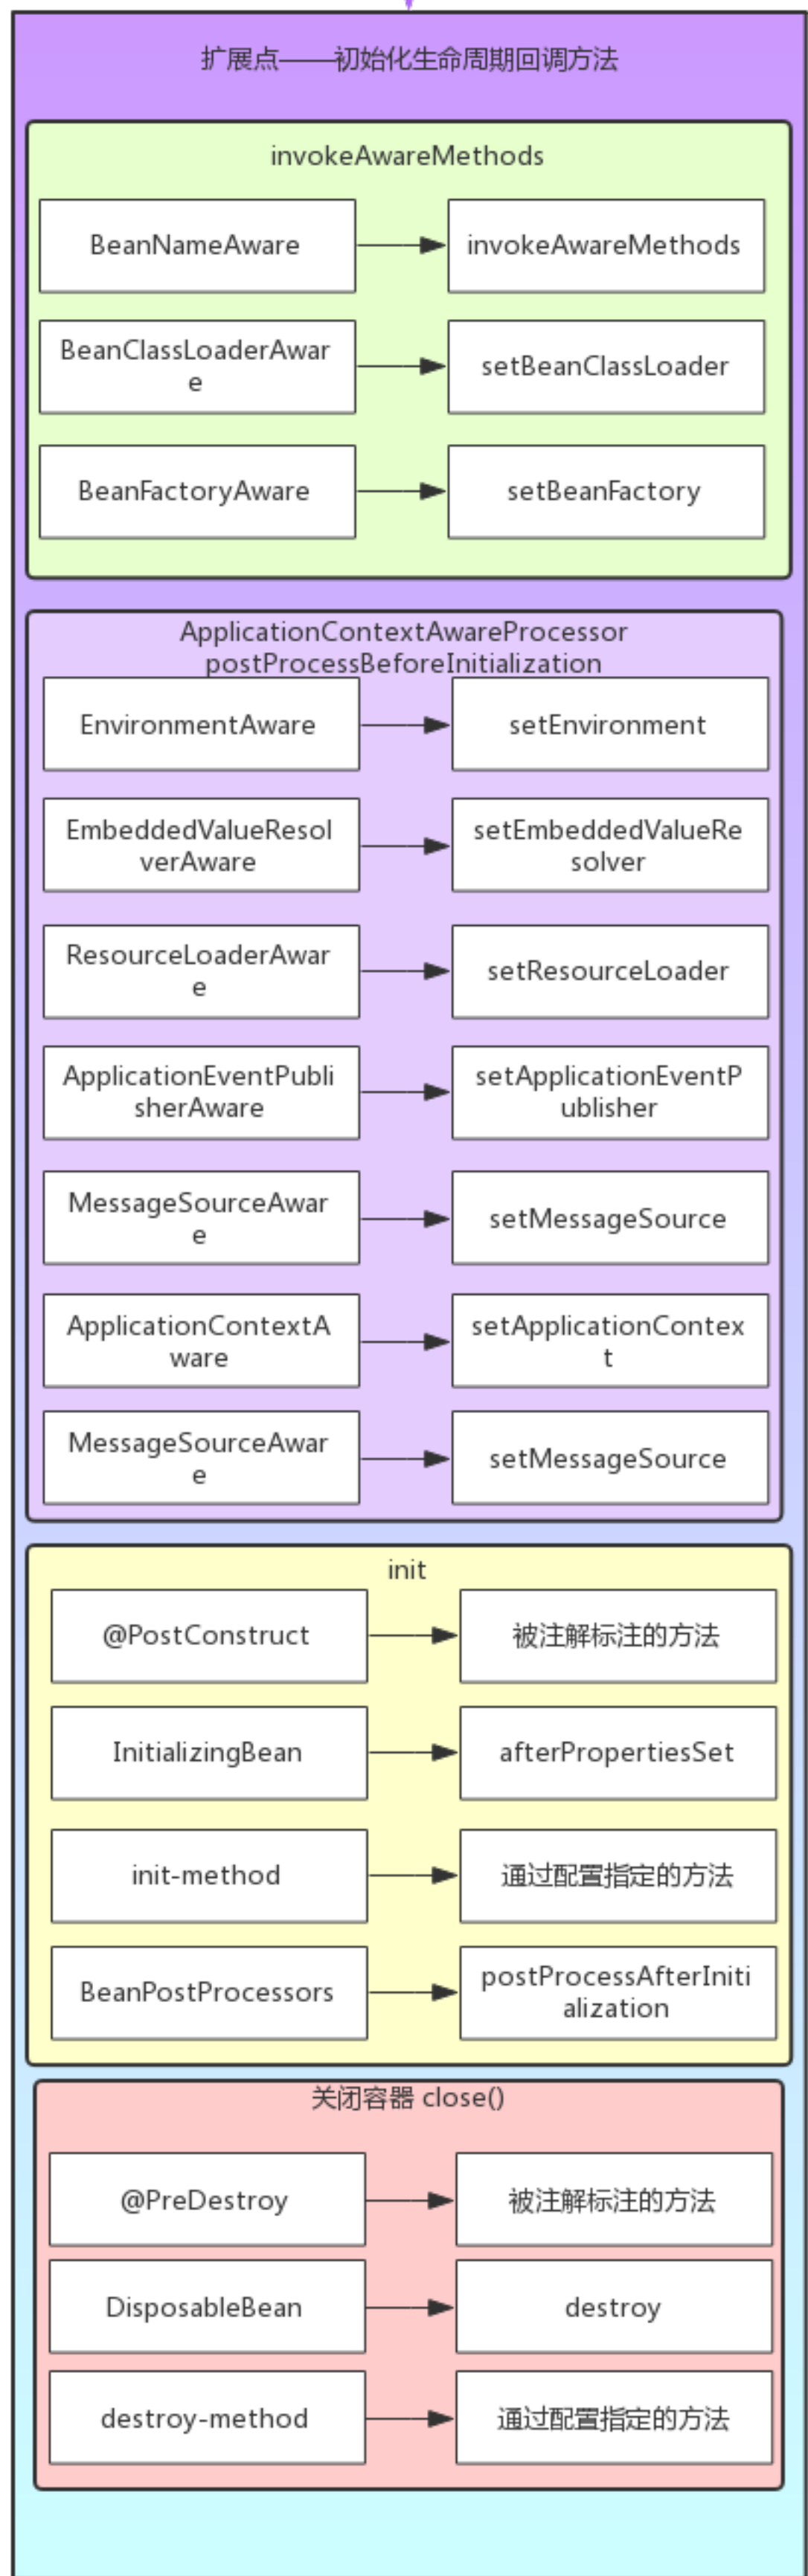 扩展点——初始化生命周期回调方法
invokeAwareMethods
BeanNameAware
invokeAwareMethods
BeanClassLoaderAwar
e
setBeanClassLoader
BeanFactoryAware
setBeanFactory
ApplicationContextAwareProcessor
postProcessBeforeInitialization
EnvironmentAware
setEnvironment
EmbeddedValueResol
verAware
setEmbeddedValueRe
solver
ResourceLoaderAwar
e
setResourceLoader
ApplicationEventPubli
sherAware
setApplicationEventP
ublisher
MessageSourceAwar
e
setMessageSource
ApplicationContextA
ware
setApplicationContex
t
MessageSourceAwar
e
setMessageSource
init
@PostConstruct
被注解标注的方法
InitializingBean
afterPropertiesSet
init-method
通过配置指定的方法
BeanPostProcessors
postProcessAfterIniti
alization
关闭容器 close()
@PreDestroy
被注解标注的方法
DisposableBean
destroy
destroy-method
通过配置指定的方法